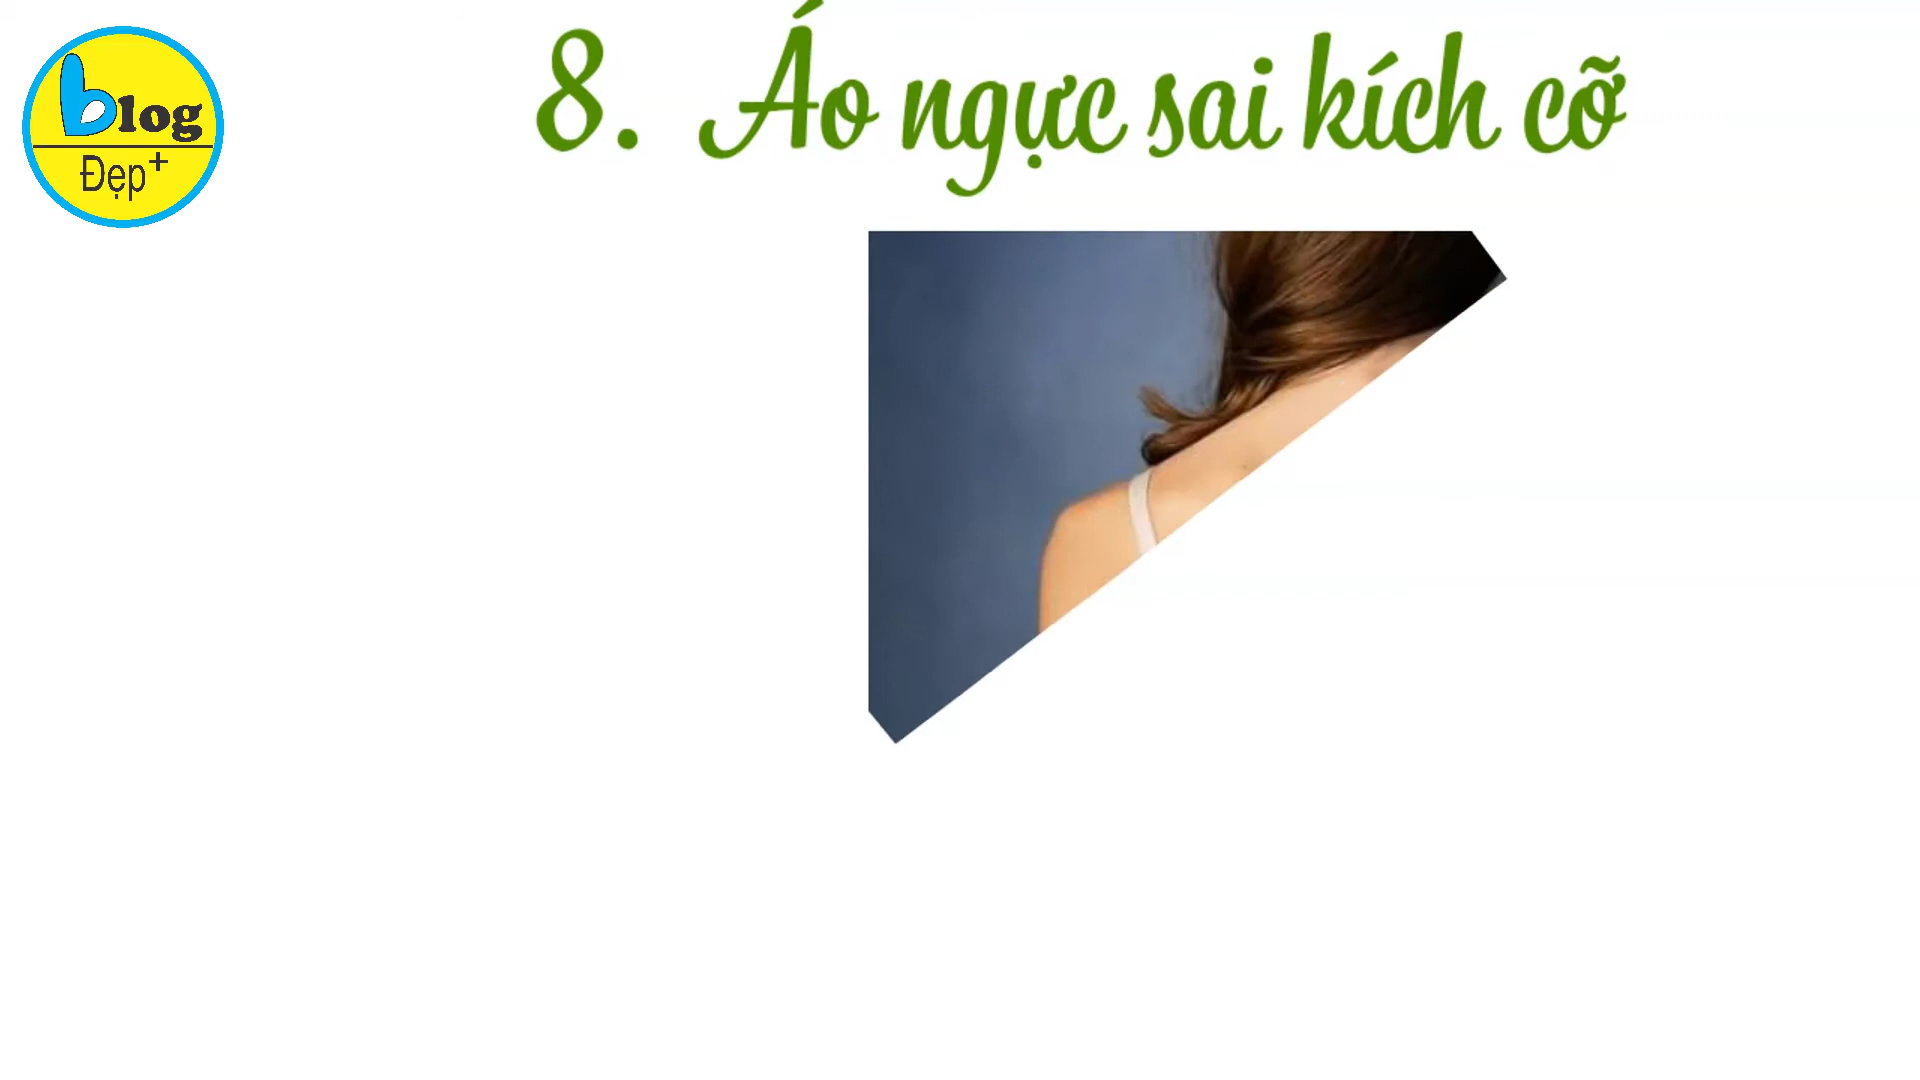 8. Áo ngực sai kích cỡ
blog
Đẹp+